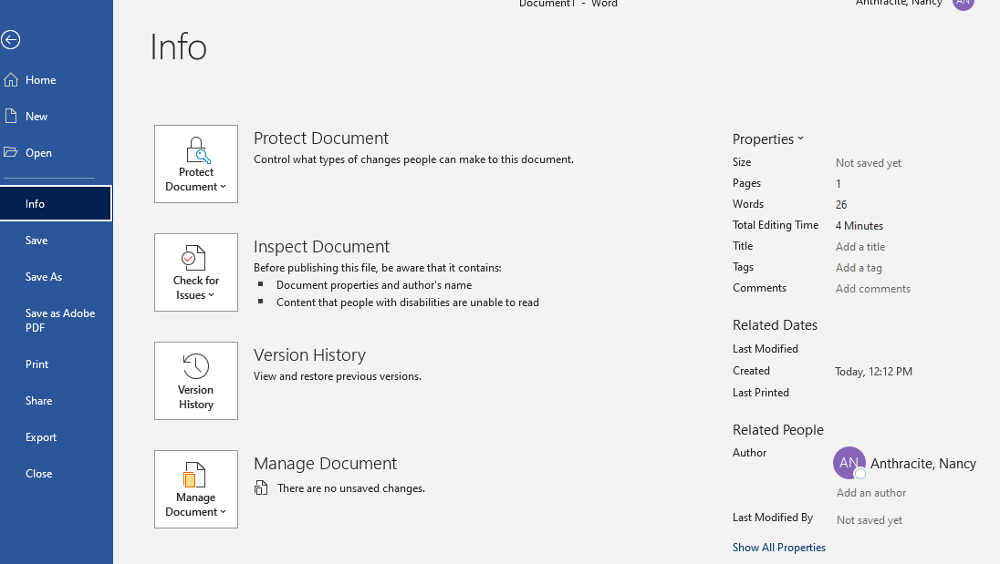 Document1 - Word
Anthracite, Nancy
AN
Info
Home
New
Open
Info
Save
Save As
Save as Adobe
PDF
Print
Share
Export
Close
Protect
Document
Protect Document
Control what types of changes people can make to this document.
Check for
Issues
Inspect Document
Before publishing this file, be aware that it contains:
Document properties and author's name
Content that people with disabilities are unable to read
Version
History
Version History
View and restore previous versions.
Manage
Document
Manage Document
There are no unsaved changes.
Properties
Size Not saved yet
Pages 1
Words 26
Total Editing Time 4 Minutes
Title Add a title
Tags Add a tag
Comments Add comments
Related Dates
Last Modified
Created Today, 12:12 PM
Last Printed
Related People
Author
AN Anthracite, Nancy
Add an author
Last Modified By Not saved yet
Show All Properties